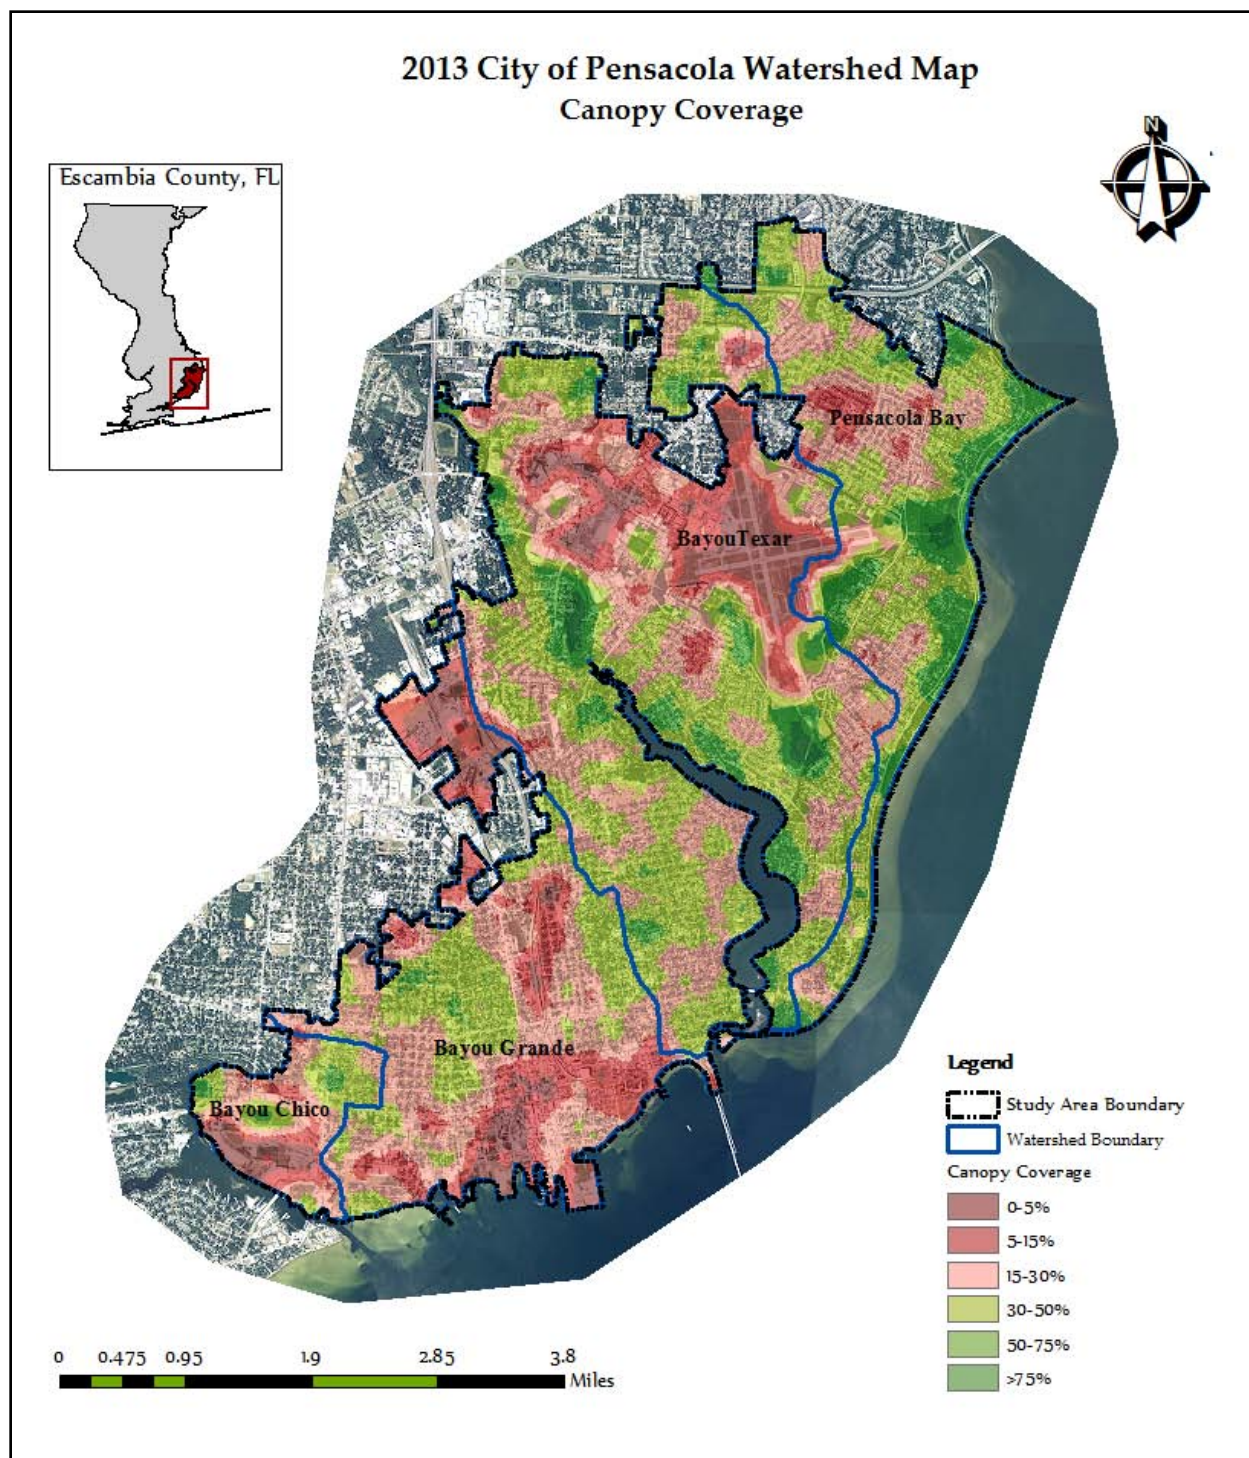 2013 City of Pensacola Watershed Map
Canopy Coverage
N
Escambia County, FL
Pensacola Bay
BayouTexar
Bayou Grande
Bayou Chico
Legend
Study Area Boundary
Watershed Boundary
Canopy Coverage
0-5%
5-15%
15-30%
30-50%
50-75%
>75%
0 0.475 0.95 1.9 2.85 3.8
Miles